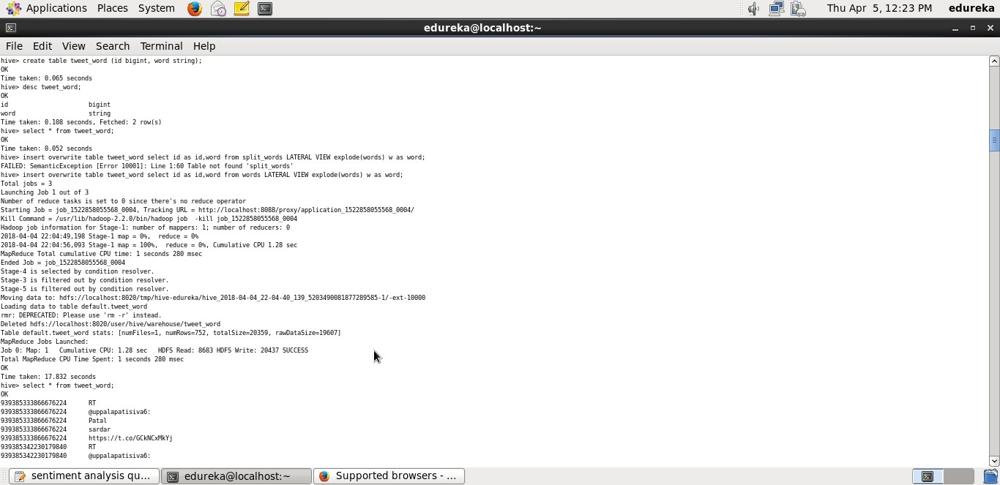 Applications Places System Thu Apr 5, 12:23 PM edureka
edureka@localhost:~
File Edit View Search Terminal Help
hive> create table tweet_word (id bigint, word string);
OK
Time taken: 0.065 seconds
hive> desc tweet_word;
OK
id bigint
word string
Time taken: 0.108 seconds, Fetched: 2 row(s)
hive> select * from tweet_word;
OK
Time taken: 0.052 seconds
hive> insert overwrite table tweet_word select id as id,word from split_words LATERAL VIEW explode(words) w as word;
FAILED: SemanticException [Error 10001]: Line 1:60 Table not found 'split_words'
hive> insert overwrite table tweet_word select id as id,word from words LATERAL VIEW explode(words) w as word;
Total jobs = 3
Launching Job 1 out of 3
Number of reduce tasks is set to 0 since there's no reduce operator
Starting Job = job_1522858055568_0004, Tracking URL = http://localhost:8088/proxy/application_1522858055568_0004/
Kill Command = /usr/lib/hadoop-2.2.0/bin/hadoop job  -kill job_1522858055568_0004
Hadoop job information for Stage-1: number of mappers: 1; number of reducers: 0
2018-04-04 22:04:49,198 Stage-1 map = 0%,  reduce = 0%
2018-04-04 22:04:56,093 Stage-1 map = 100%,  reduce = 0%, Cumulative CPU 1.28 sec
MapReduce Total cumulative CPU time: 1 seconds 280 msec
Ended Job = job_1522858055568_0004
Stage-4 is selected by condition resolver.
Stage-3 is filtered out by condition resolver.
Stage-5 is filtered out by condition resolver.
Moving data to: hdfs://localhost:8020/tmp/hive-edureka/hive_2018-04-04_22-04-40_139_5203490081877289585-1/-ext-10000
Loading data to table default.tweet_word
rmr: DEPRECATED: Please use 'rm -r' instead.
Deleted hdfs://localhost:8020/user/hive/warehouse/tweet_word
Table default.tweet_word stats: [numFiles=1, numRows=752, totalSize=20359, rawDataSize=19607]
MapReduce Jobs Launched:
Job 0: Map: 1   Cumulative CPU: 1.28 sec   HDFS Read: 8683 HDFS Write: 20437 SUCCESS
Total MapReduce CPU Time Spent: 1 seconds 280 msec
OK
Time taken: 17.832 seconds
hive> select * from tweet_word;
OK
939385333866676224 RT
939385333866676224 @uppalapatisiva6:
939385333866676224 Patal
939385333866676224 sardar
939385333866676224 https://t.co/GCkNCxMkYj
939385342230179840 RT
939385342230179840 @uppalapatisiva6:
sentiment analysis qu... edureka@localhost:~ Supported browsers - ...